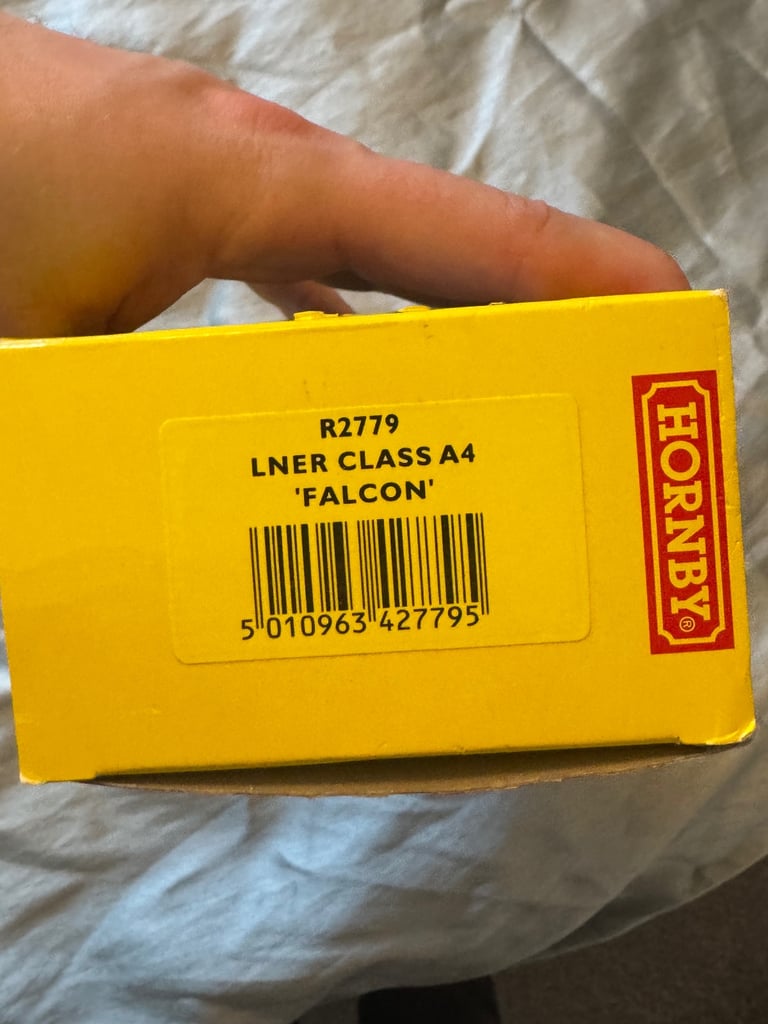 R2779
LNER CLASS A4
'FALCON'
5 010963 427795
HORNBY®